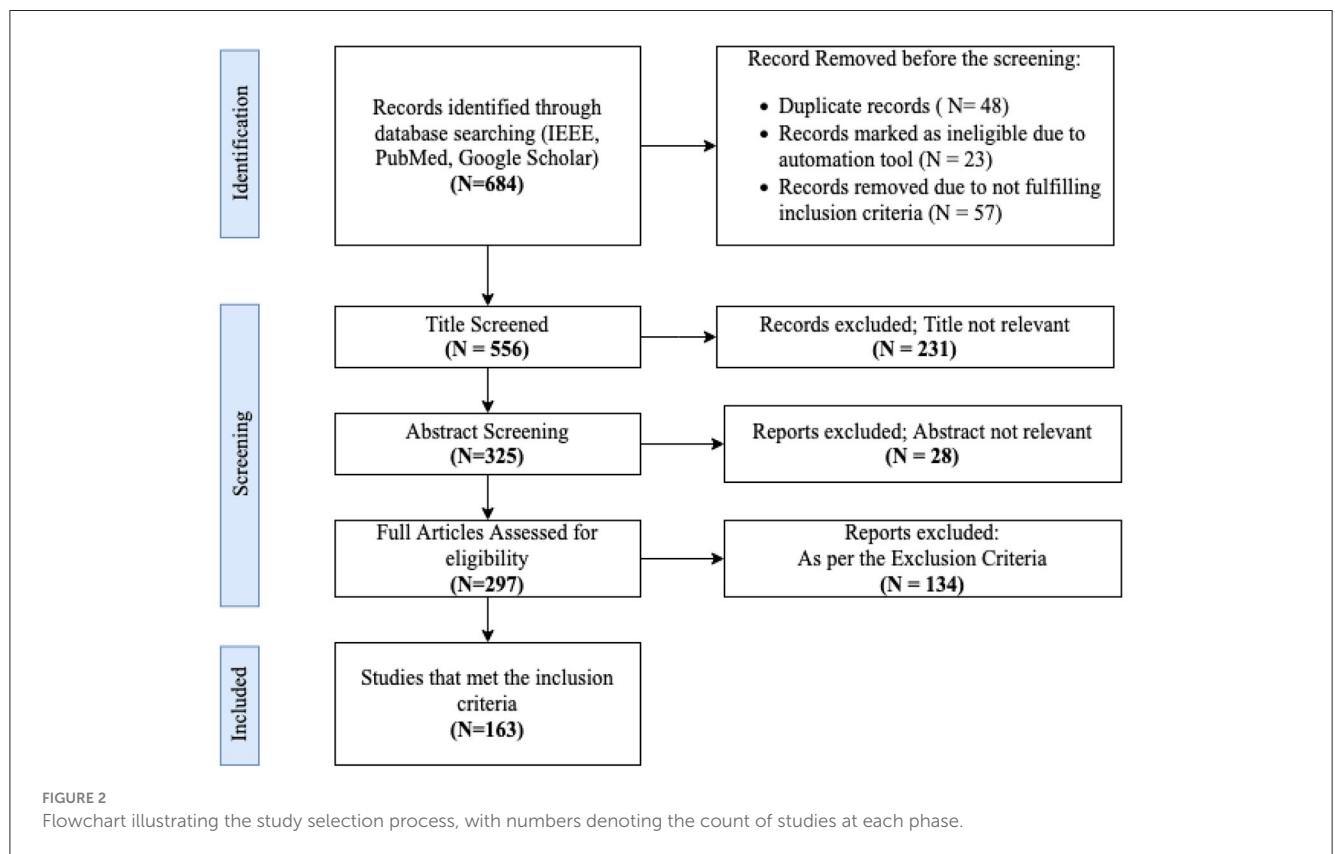 Identification
Records identified through
database searching (IEEE,
PubMed, Google Scholar)
(N=684)
Record Removed before the screening:
• Duplicate records ( N= 48)
• Records marked as ineligible due to
automation tool (N = 23)
• Records removed due to not fulfilling
inclusion criteria (N = 57)
Screening
Title Screened
(N = 556)
Records excluded; Title not relevant
(N = 231)
Abstract Screening
(N=325)
Reports excluded; Abstract not relevant
(N = 28)
Full Articles Assessed for
eligibility
(N=297)
Reports excluded:
As per the Exclusion Criteria
(N = 134)
Included
Studies that met the inclusion
criteria
(N=163)
FIGURE 2
Flowchart illustrating the study selection process, with numbers denoting the count of studies at each phase.